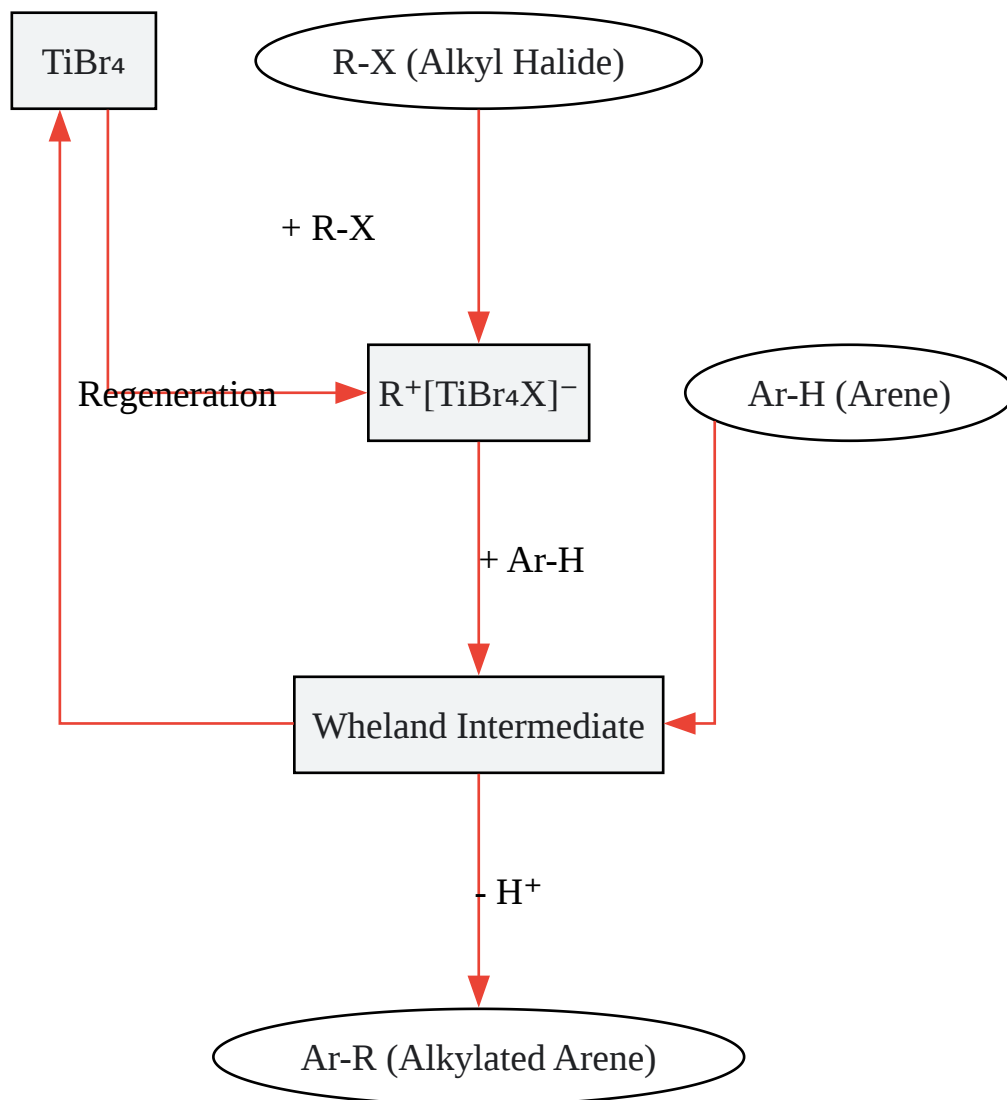 TiBr₄
R-X (Alkyl Halide)
+ R-X
Regeneration
R⁺[TiBr₄X]⁻
Ar-H (Arene)
+ Ar-H
Wheland Intermediate
- H⁺
Ar-R (Alkylated Arene)